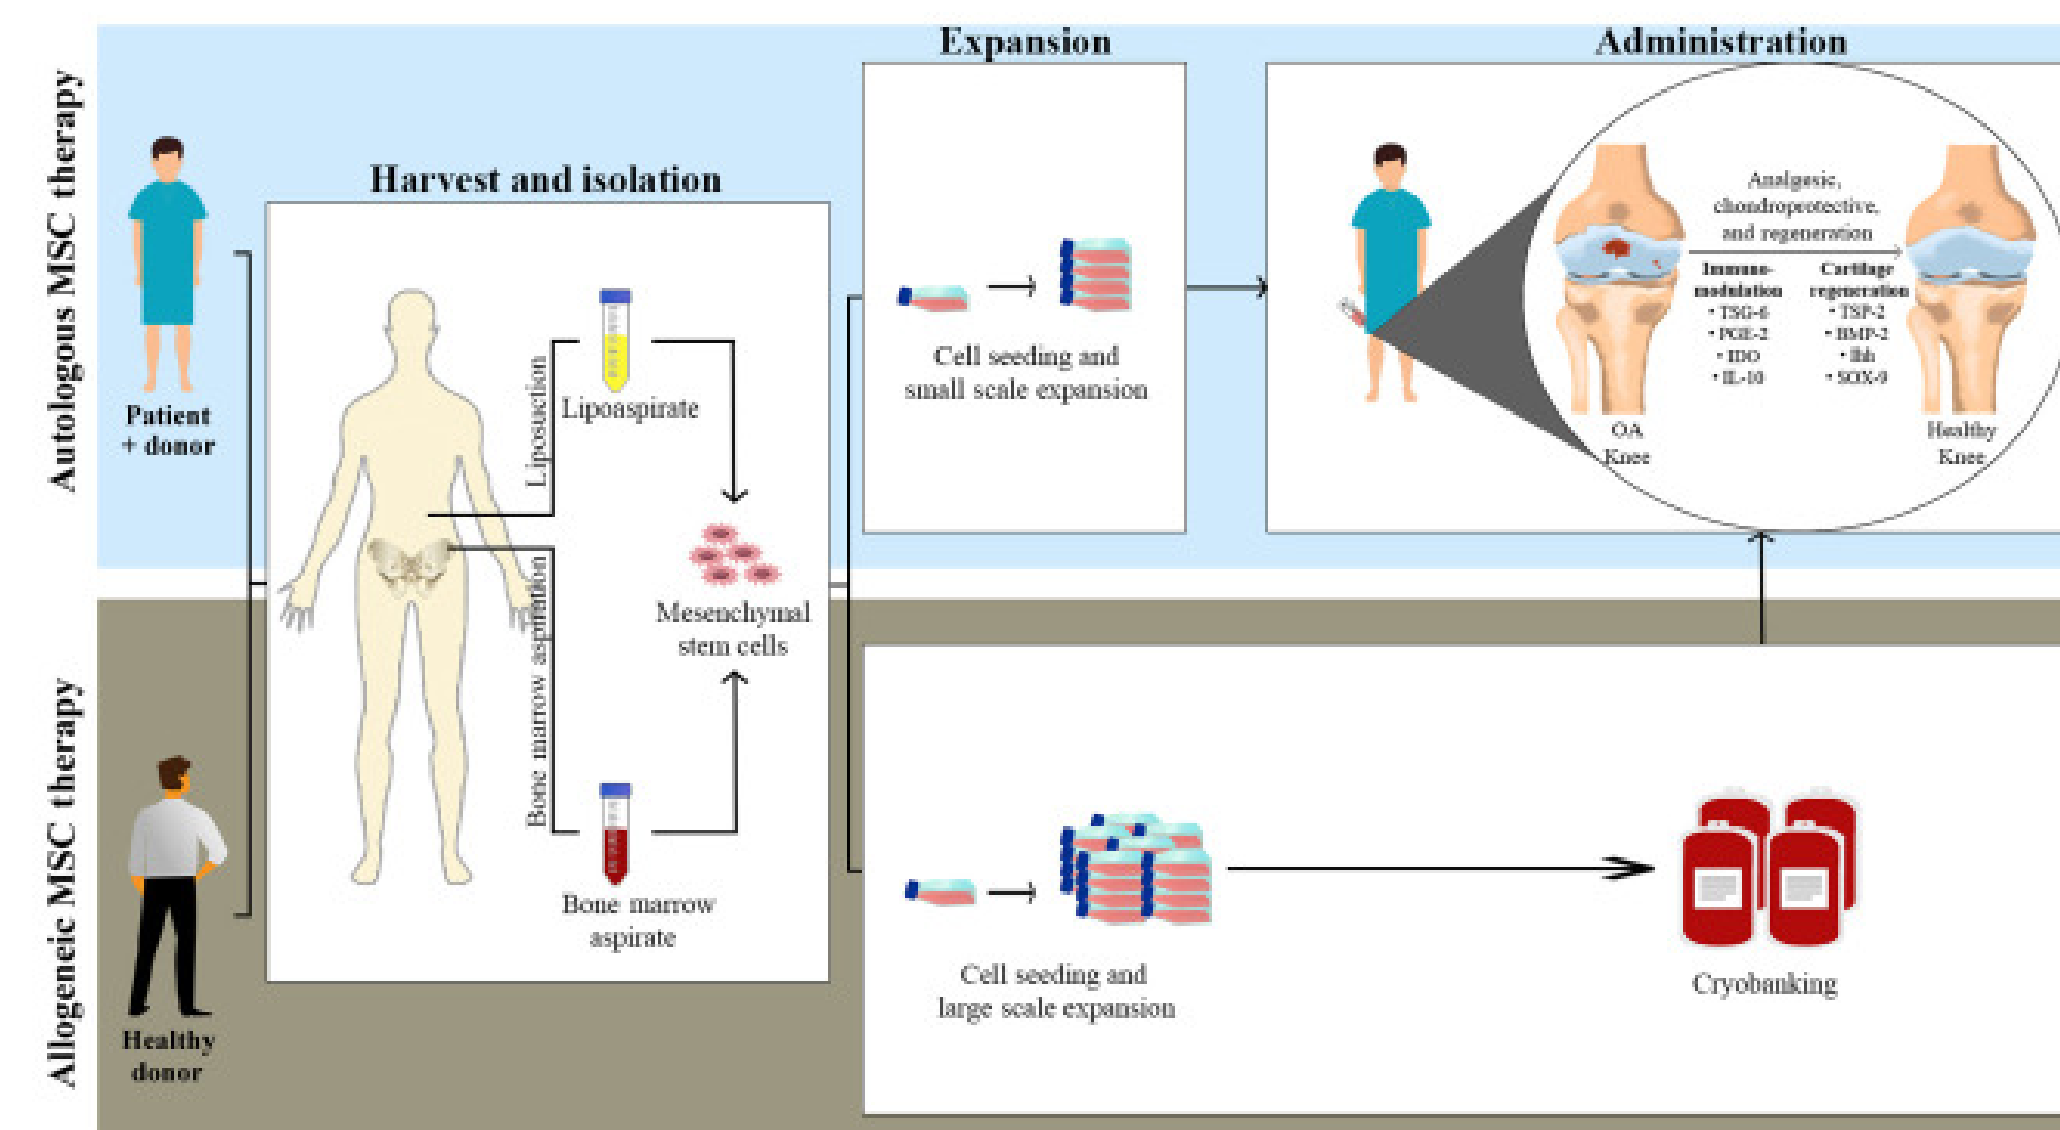 Autologous MSC therapy
Patient
+ donor
Harvest and isolation
Liposuction
Lipoaspirate
Bone marrow aspiration
Mesenchymal
stem cells
Bone marrow
aspirate
Expansion
Cell seeding and
small scale expansion
Administration
Analgesic,
chondroprotective,
and regeneration
Immuno-
modulation
• TSG-6
• PGE-2
• IDO
• IL-10
Cartilage
regeneration
• TSP-2
• BMP-2
• Ihh
• SOX-9
OA
Knee
Healthy
Knee
Allogeneic MSC therapy
Healthy
donor
Cell seeding and
large scale expansion
Cryobanking